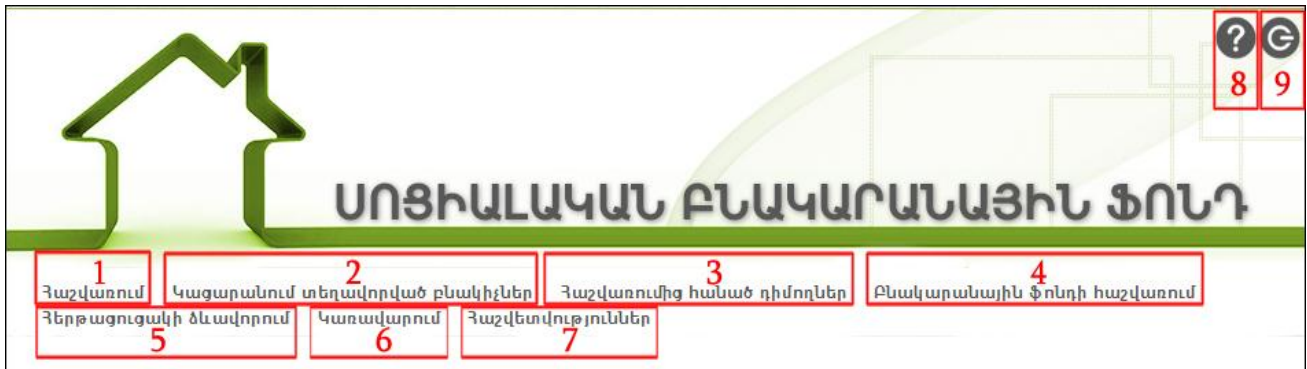 ?
8 9
ՍՈՑԻԱԼԱԿԱՆ ԲՆԱԿԱՐԱՆԱՅԻՆ ՖՈՆԴ
1 2 3 4
Հաշվառում Կացարանում տեղավորված բնակիչներ Հաշվառումից հանած դիմողներ Բնակարանային ֆոնդի հաշվառում
Հերթացուցակի ձևավորում Կառավարում Հաշվետվություններ
5 6 7